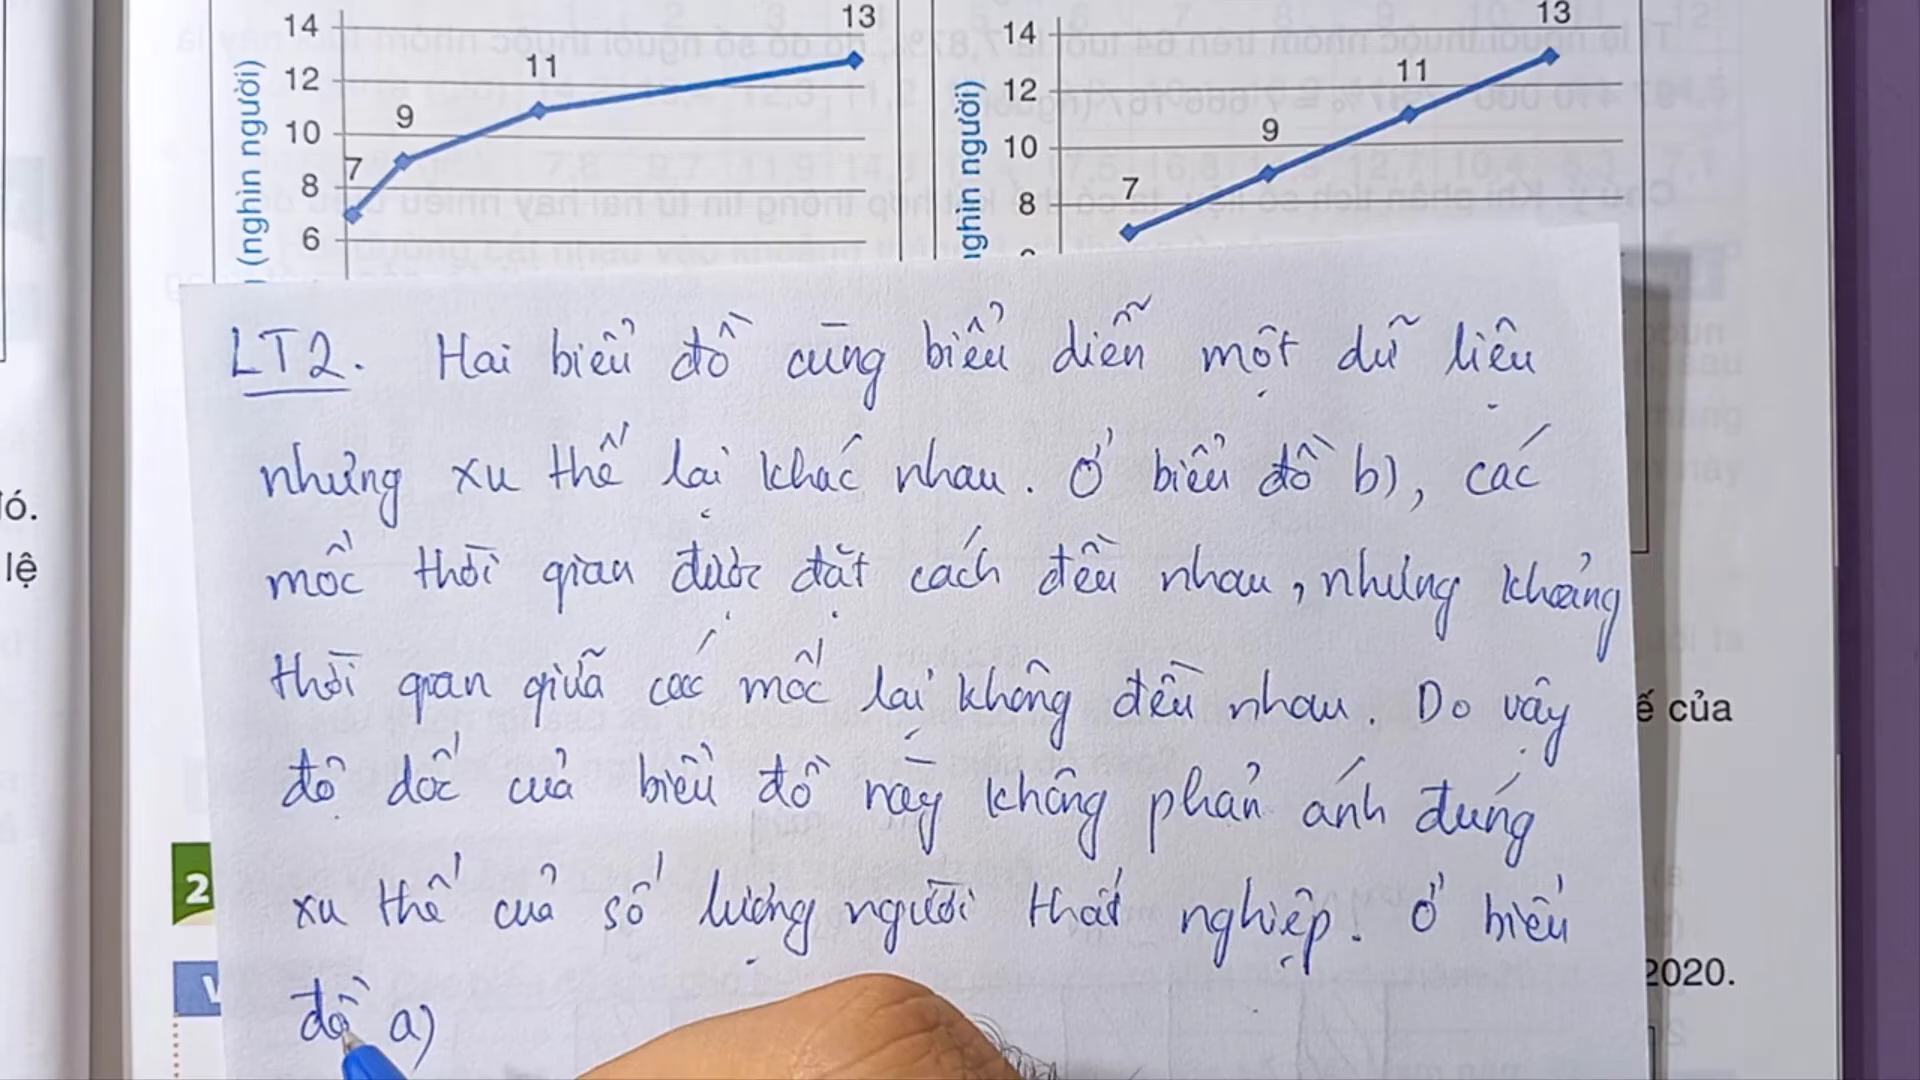 14
13
12
11
10
9
8
7
6
(nghìn người)
14
13
12
11
10
9
8
7
nghìn người)
LT2. Hai biểu đồ cùng biểu diễn một dữ liệu
nhưng xu thế lại khác nhau. Ở biểu đồ b), các
mốc thời gian được đặt cách đều nhau, nhưng khoảng
thời gian giữa các mốc lại không đều nhau. Do vậy
độ dốc của biểu đồ này không phản ánh đúng
xu thế của số lượng người thất nghiệp. Ở biểu
đồ a)
ó.
lệ
ế của
2
V
2020.